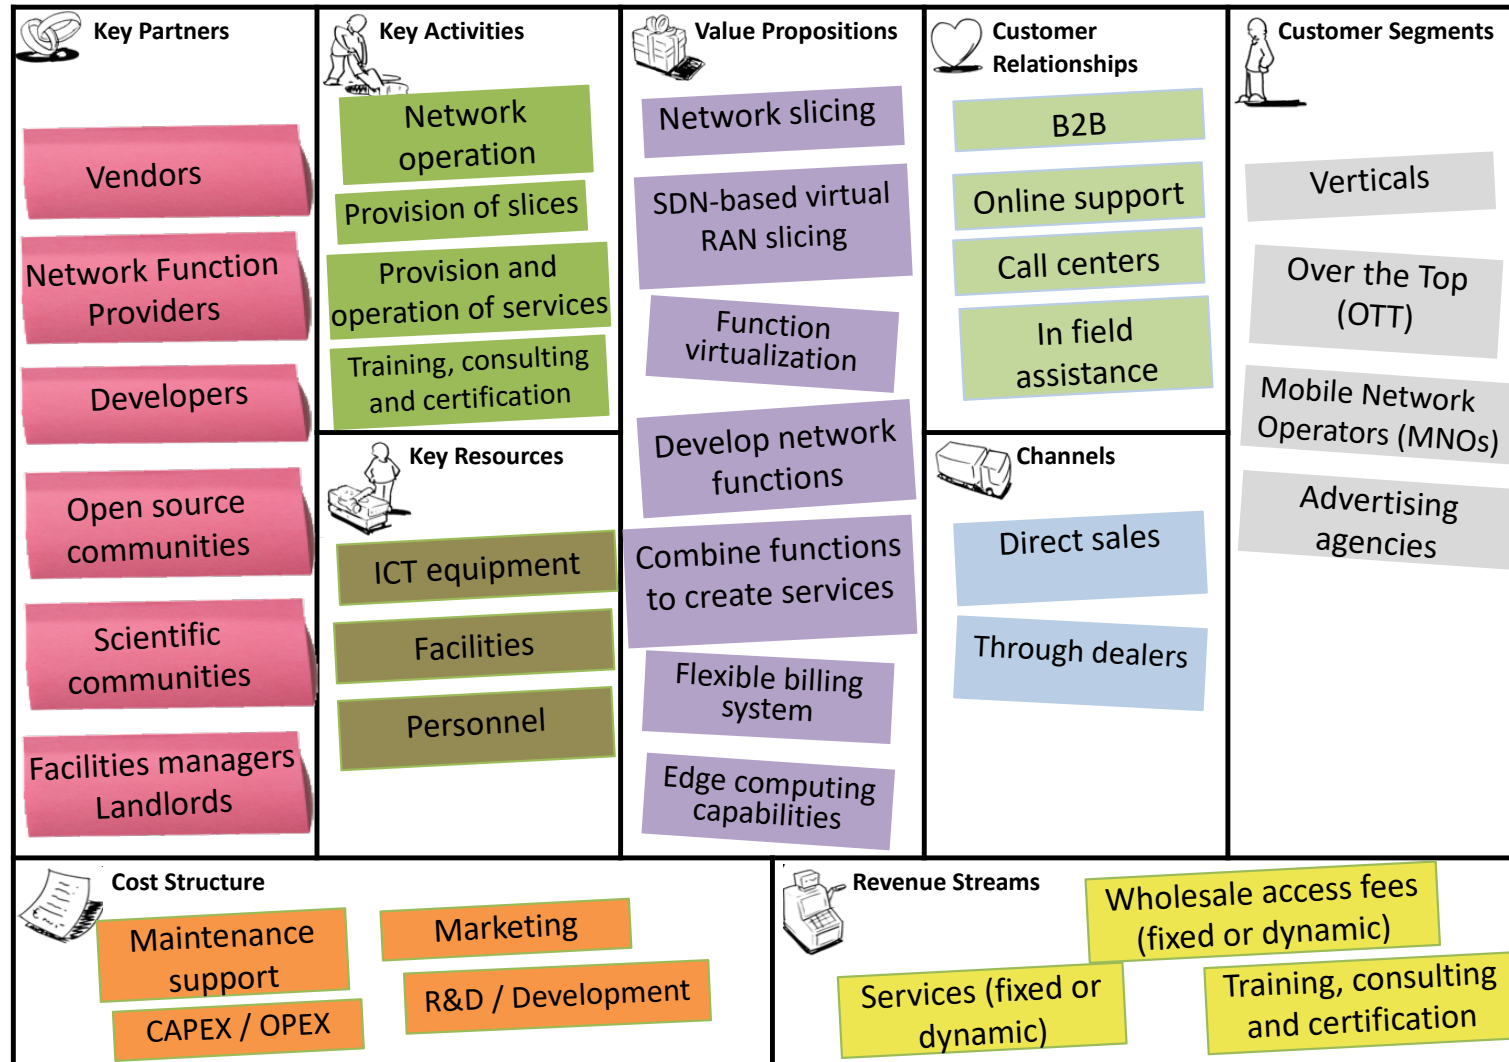 Key Partners
Vendors
Network Function
Providers
Developers
Open source
communities
Scientific
communities
Facilities managers
Landlords
Key Activities
Network
operation
Provision of slices
Provision and
operation of services
Training, consulting
and certification
Key Resources
ICT equipment
Facilities
Personnel
Value Propositions
Network slicing
SDN-based virtual
RAN slicing
Function
virtualization
Develop network
functions
Combine functions
to create services
Flexible billing
system
Edge computing
capabilities
Customer
Relationships
B2B
Online support
Call centers
In field
assistance
Channels
Direct sales
Through dealers
Customer Segments
Verticals
Over the Top
(OTT)
Mobile Network
Operators (MNOs)
Advertising
agencies
Cost Structure
Maintenance
support
Marketing
CAPEX / OPEX
R&D / Development
Revenue Streams
Wholesale access fees
(fixed or dynamic)
Services (fixed or
dynamic)
Training, consulting
and certification